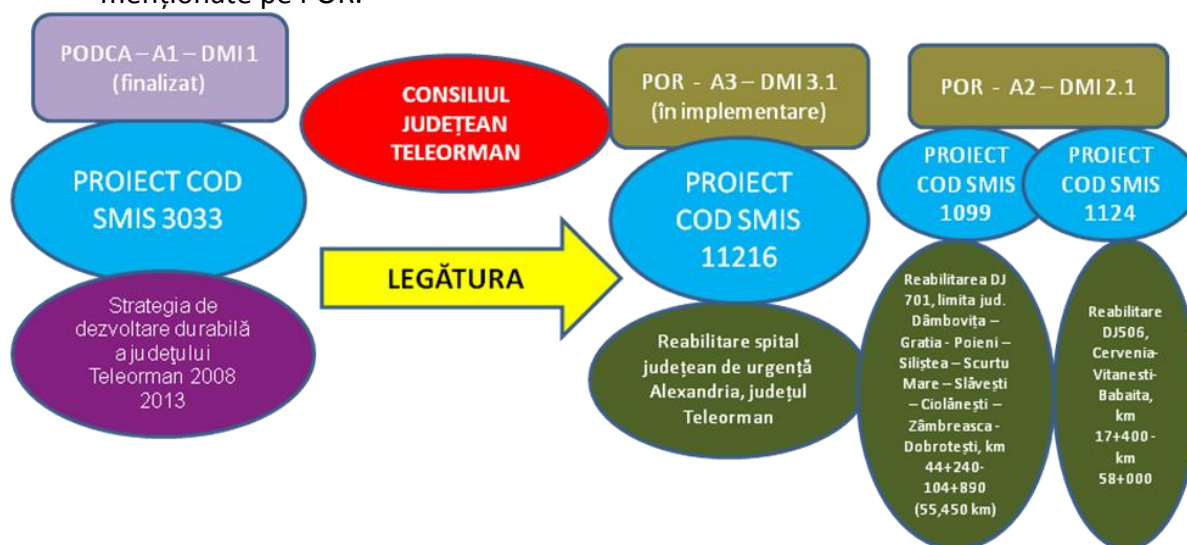 menționate pe POR.
PODCA – A1 – DMI 1
(finalizat)
PROIECT COD
SMIS 3033
Strategia de
dezvoltare durabilă
a județului
Teleorman 2008
2013
CONSILIUL
JUDEȚEAN
TELEORMAN
LEGĂTURA
POR - A3 – DMI 3.1
(în implementare)
PROIECT
COD SMIS
11216
Reabilitare spital
județean de urgență
Alexandria, județul
Teleorman
POR - A2 – DMI 2.1
PROIECT
COD SMIS
1099
Reabilitarea DJ
701, limita jud.
Dâmbovița –
Gratia - Poieni –
Siliștea – Scurtu
Mare – Slăvești
– Ciolănești –
Zâmbreasca -
Dobrotești, km
44+240-
104+890
(55,450 km)
PROIECT
COD SMIS
1124
Reabilitare
DJ506,
Cervenia-
Vitanesti-
Babaita,
km
17+400-
km
58+000